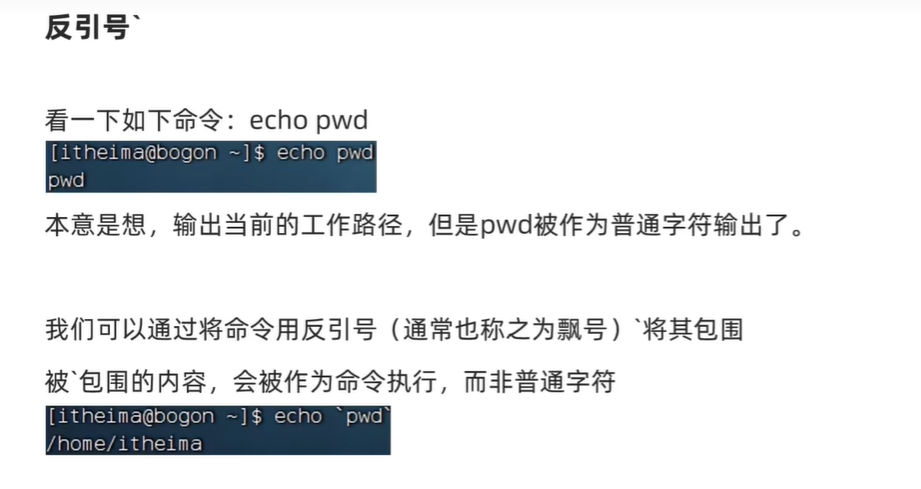 反引号`
看一下如下命令：echo pwd
[itheima@bogon ~]$ echo pwd
pwd
本意是想，输出当前的工作路径，但是pwd被作为普通字符输出了。
我们可以通过将命令用反引号（通常也称之为飘号）`将其包围
被`包围的内容，会被作为命令执行，而非普通字符
[itheima@bogon ~]$ echo `pwd`
/home/itheima